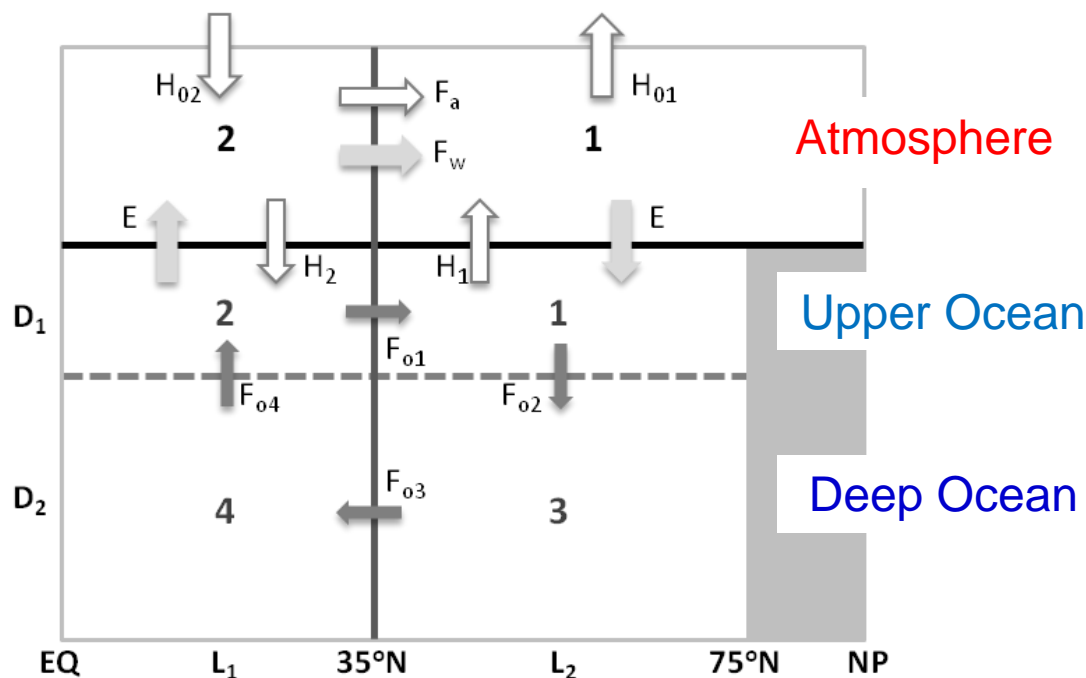 H02
Fa
H01
2
1
Atmosphere
Fw
E
E
H2
H1
D1
2
1
Upper Ocean
Fo1
Fo4
Fo2
Fo3
D2
4
3
Deep Ocean
EQ L1 35°N L2 75°N NP